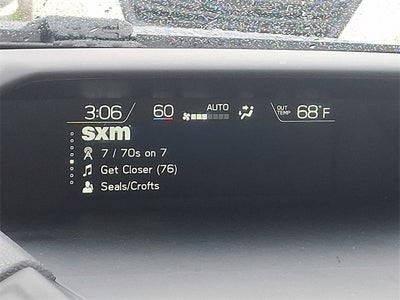 3:06 60 AUTO OUT TEMP 68°F
sxm
7 / 70s on 7
Get Closer (76)
Seals/Crofts